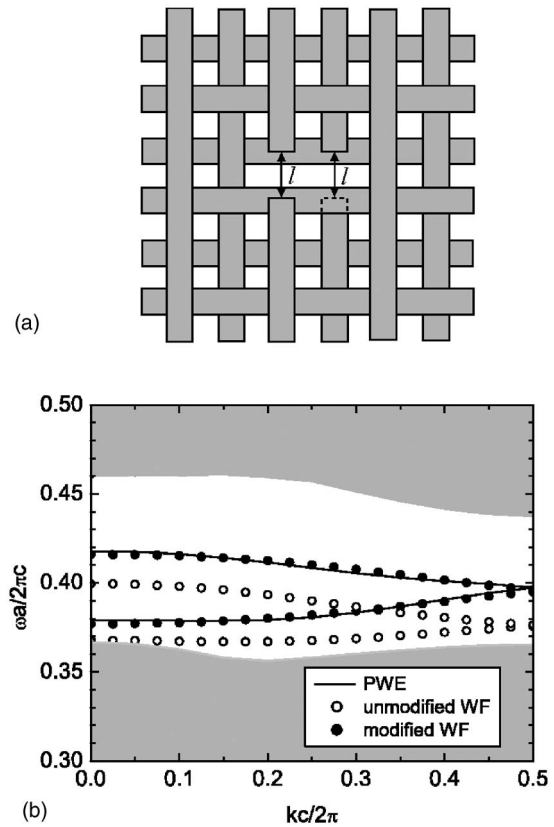 l
l
(a)
0.50
0.45
0.40
0.35
0.30
ωa/2πc
PWE
unmodified WF
modified WF
0.0 0.1 0.2 0.3 0.4 0.5
kc/2π
(b)